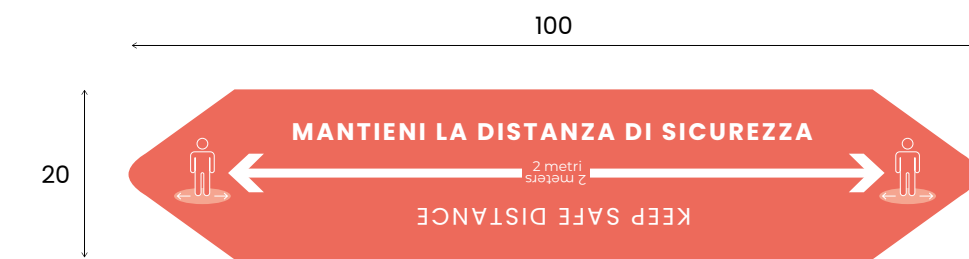 100
20
MANTIENI LA DISTANZA DI SICUREZZA
2 metri
2 meters
KEEP SAFE DISTANCE